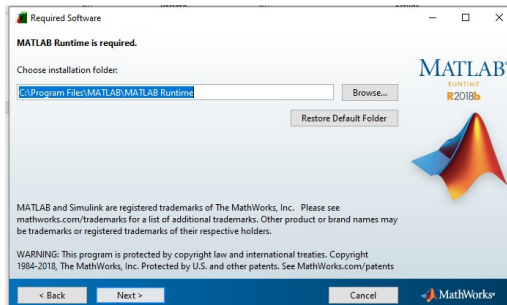 Required Software
MATLAB Runtime is required.
Choose installation folder:
C:\Program Files\MATLAB\MATLAB Runtime
Browse...
Restore Default Folder
MATLAB®
RUNTIME
R2018b
MATLAB and Simulink are registered trademarks of The MathWorks, Inc. Please see
mathworks.com/trademarks for a list of additional trademarks. Other product or brand names may
be trademarks or registered trademarks of their respective holders.
WARNING: This program is protected by copyright law and international treaties. Copyright
1984-2018, The MathWorks, Inc. Protected by U.S. and other patents. See MathWorks.com/patents
< Back
Next >
Cancel
MathWorks®